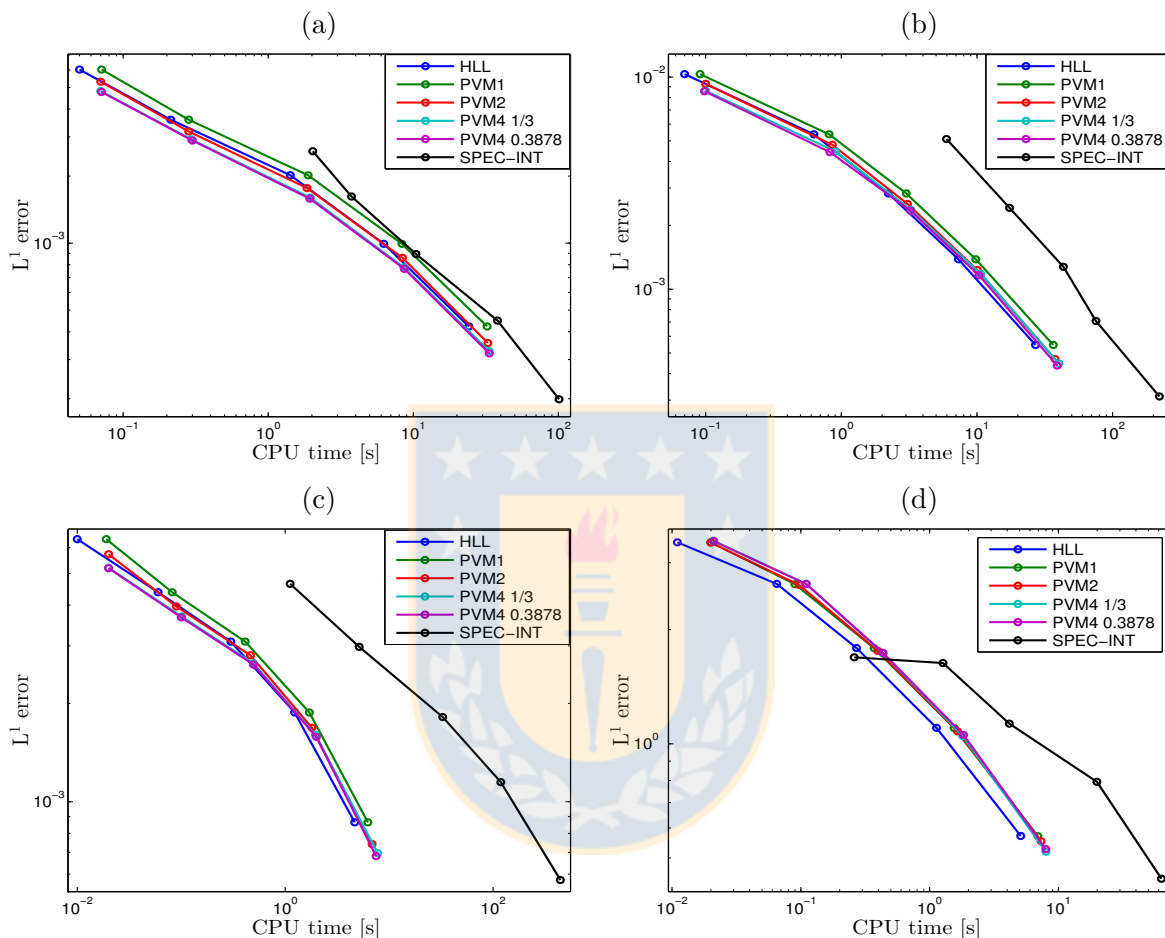 (a)
HLL
PVM1
PVM2
PVM4 1/3
PVM4 0.3878
SPEC−INT
L¹ error
10⁻³
10⁻¹ 10⁰ 10¹ 10²
CPU time [s]
(b)
HLL
PVM1
PVM2
PVM4 1/3
PVM4 0.3878
SPEC−INT
L¹ error
10⁻²
10⁻³
10⁻¹ 10⁰ 10¹ 10²
CPU time [s]
(c)
HLL
PVM1
PVM2
PVM4 1/3
PVM4 0.3878
SPEC−INT
L¹ error
10⁻³
10⁻² 10⁰ 10²
CPU time [s]
(d)
HLL
PVM1
PVM2
PVM4 1/3
PVM4 0.3878
SPEC−INT
L¹ error
10⁰
10⁻² 10⁻¹ 10⁰ 10¹
CPU time [s]